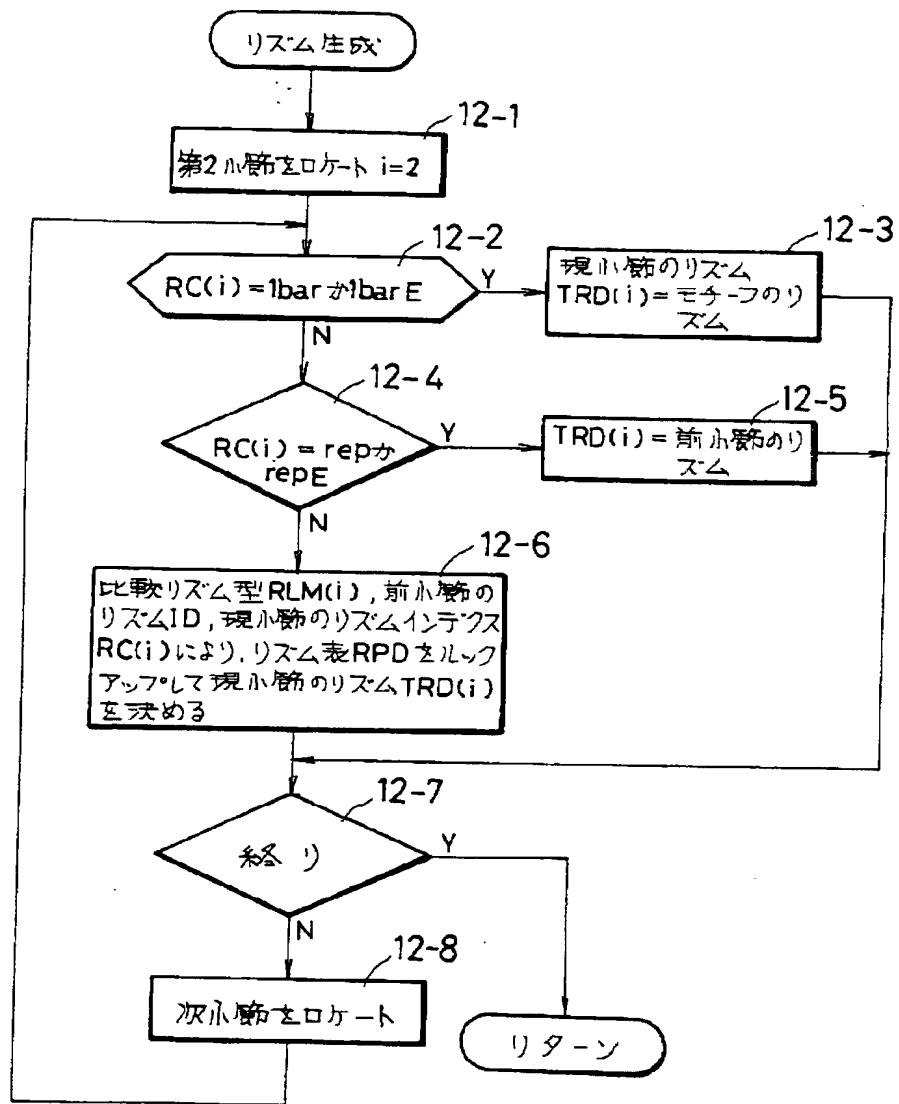 リズム生成
12-1
第2小節をロケート i=2
12-2
RC(i)=1barか1barE
Y
N
12-3
現小節のリズム
TRD(i)=モチーフのリ
ズム
12-4
RC(i)=repか
repE
Y
N
12-5
TRD(i)=前小節のリ
ズム
12-6
比較リズム型RLM(i),前小節の
リズムID,現小節のリズムインデクス
RC(i)により,リズム表RPDをルック
アップして現小節のリズムTRD(i)
を決める
12-7
終り
Y
N
12-8
次小節をロケート
リターン